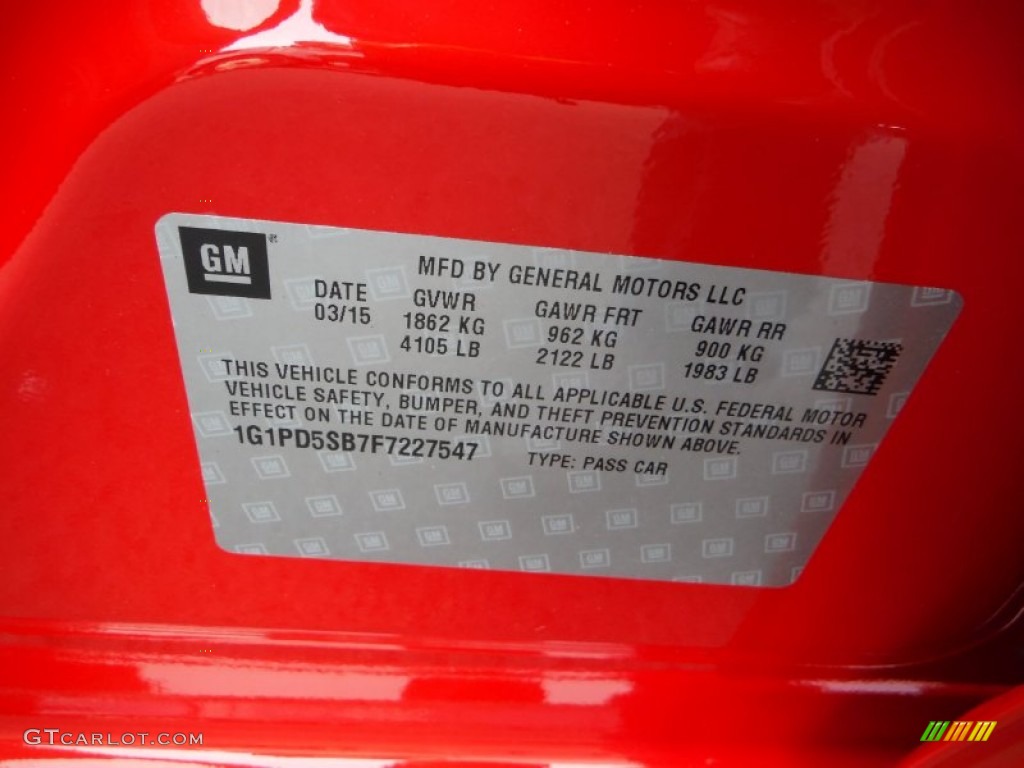 GM
MFD BY GENERAL MOTORS LLC
DATE GVWR GAWR FRT GAWR RR
03/15 1862 KG 962 KG 900 KG
4105 LB 2122 LB 1983 LB
THIS VEHICLE CONFORMS TO ALL APPLICABLE U.S. FEDERAL MOTOR
VEHICLE SAFETY, BUMPER, AND THEFT PREVENTION STANDARDS IN
EFFECT ON THE DATE OF MANUFACTURE SHOWN ABOVE.
1G1PD5SB7F7227547 TYPE: PASS CAR
GTCARLOT.COM